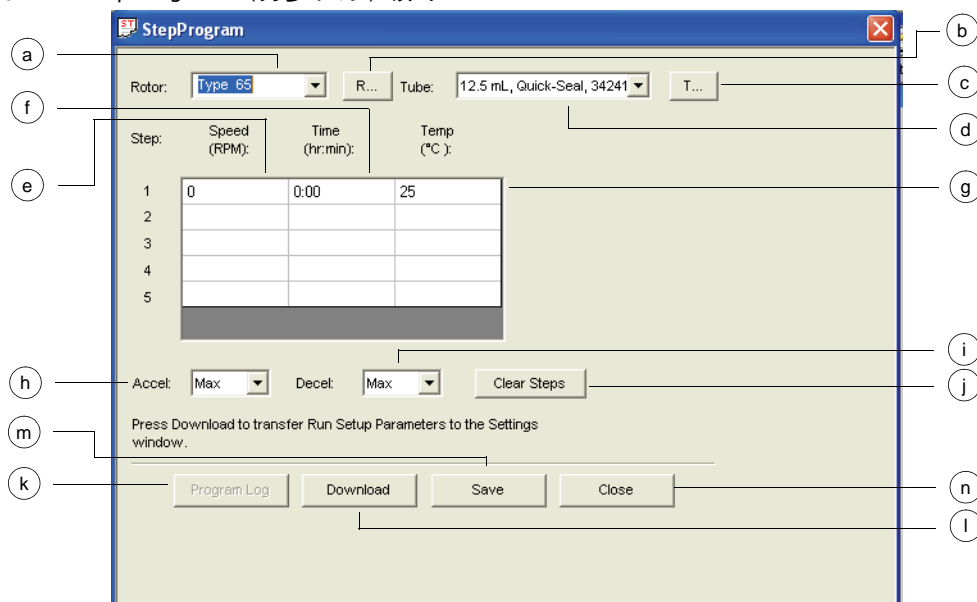 StepProgram
a
b
Rotor: Type 65 R... Tube: 12.5 mL, Quick-Seal, 34241 T...
c
f
d
Step: Speed (RPM): Time (hr:min): Temp (°C ):
e
g
1 0 0:00 25
2
3
4
5
i
h
Accel: Max Decel: Max Clear Steps
j
Press Download to transfer Run Setup Parameters to the Settings
window.
m
k
Program Log Download Save Close
n
l